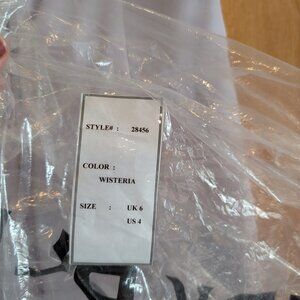 STYLE# : 28456
COLOR :
WISTERIA
SIZE : UK 6
US 4